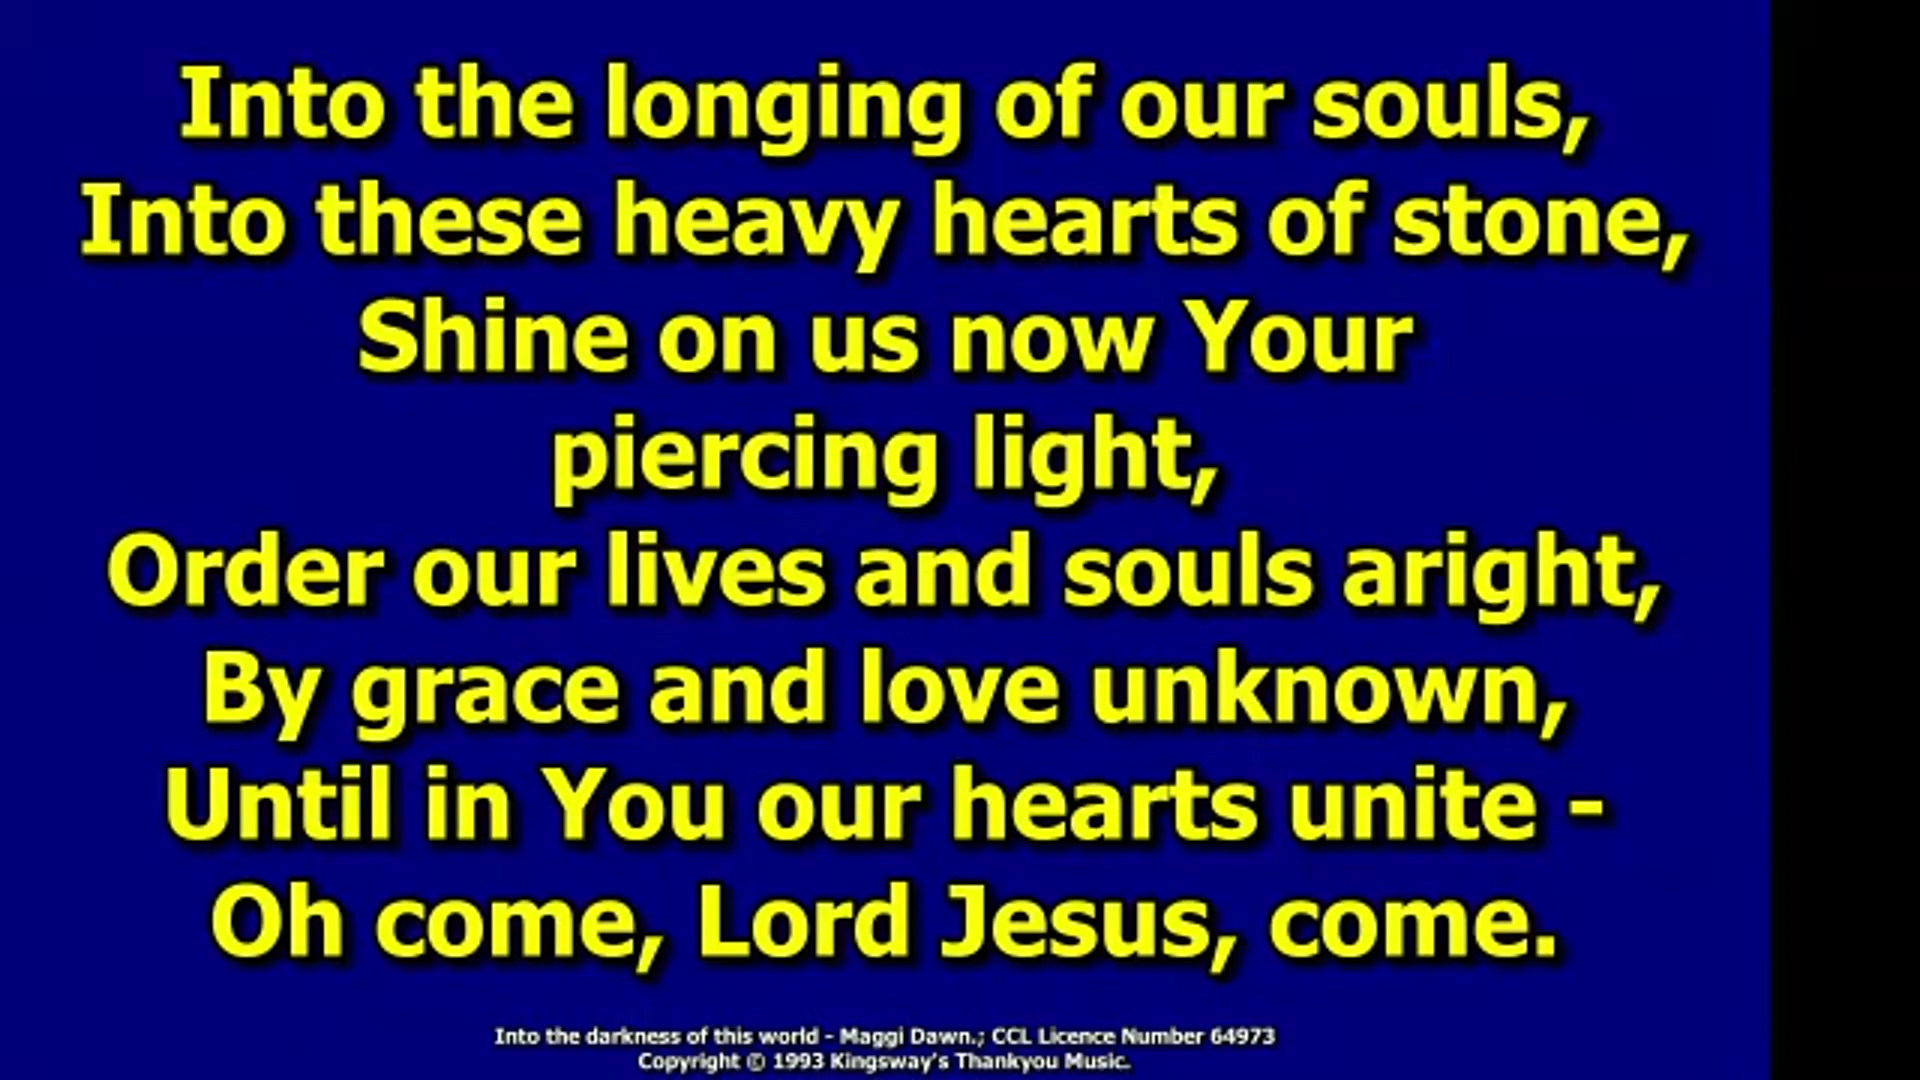 Into the longing of our souls,
Into these heavy hearts of stone,
Shine on us now Your
piercing light,
Order our lives and souls aright,
By grace and love unknown,
Until in You our hearts unite -
Oh come, Lord Jesus, come.
Into the darkness of this world - Maggi Dawn.; CCL Licence Number 64973
Copyright © 1993 Kingsway's Thankyou Music.